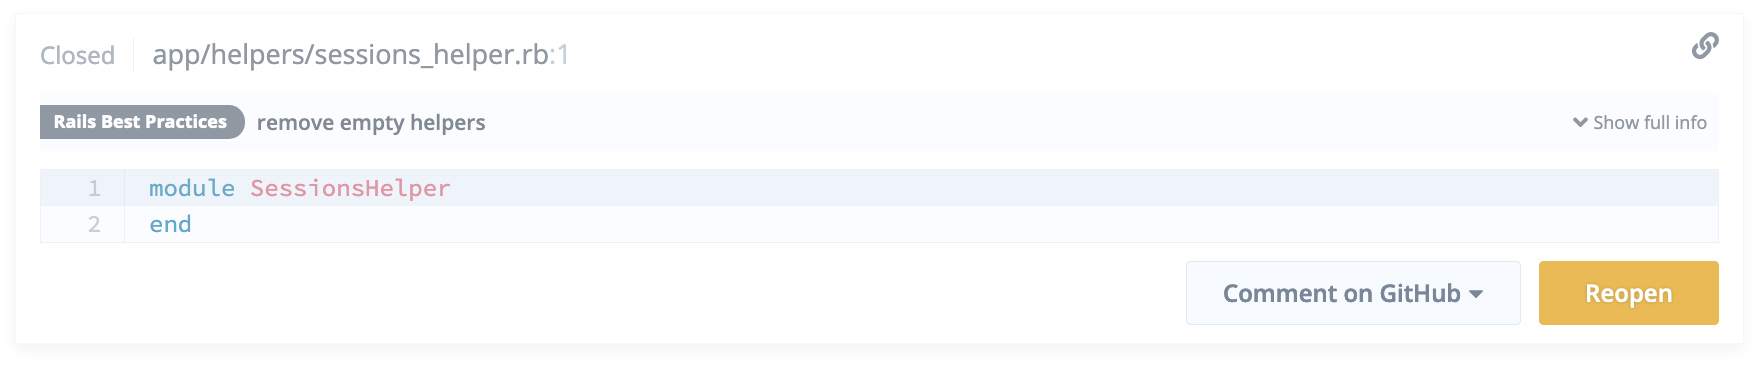 Closed app/helpers/sessions_helper.rb:1
Rails Best Practices remove empty helpers Show full info
1 module SessionsHelper
2 end
Comment on GitHub Reopen